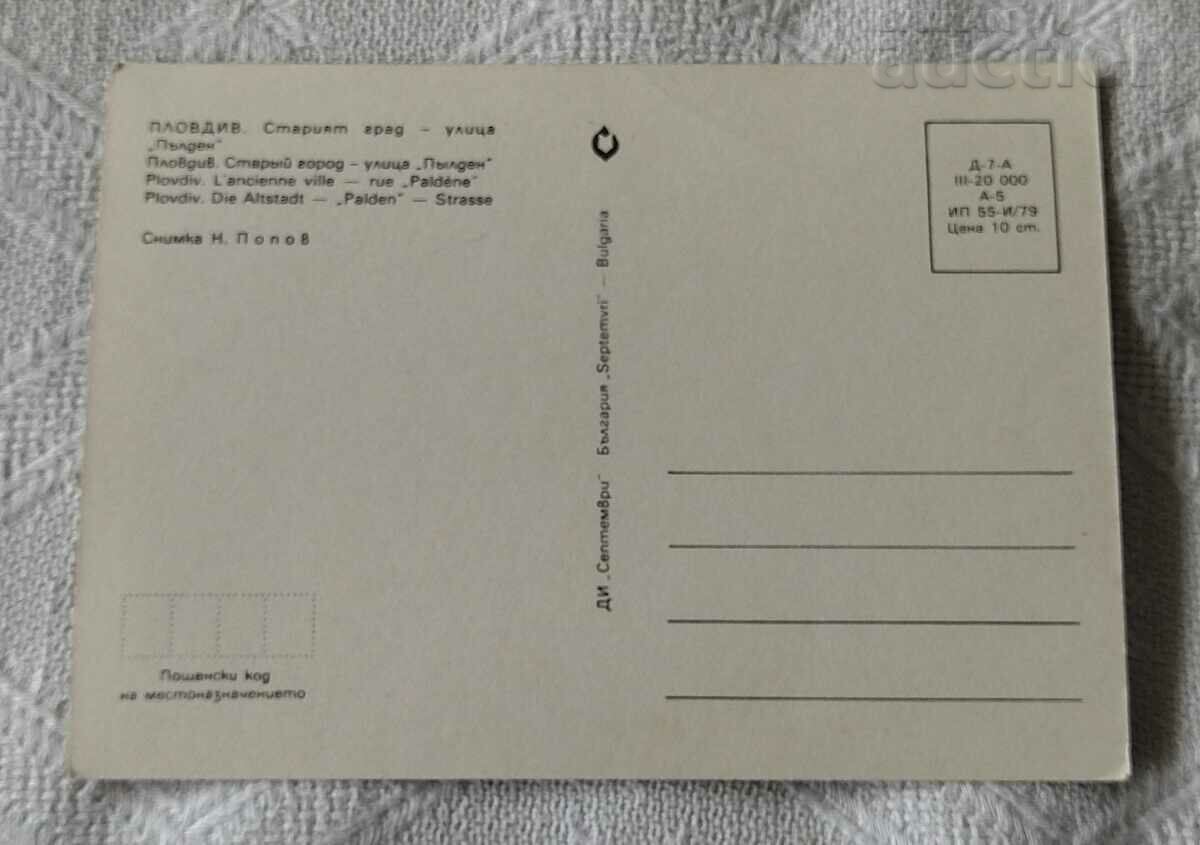 ПЛОВДИВ. Старият град – улица
„Пълден"
Пловдив. Старый город – улица „Пылден"
Plovdiv. L'ancienne ville — rue „Paldène"
Plovdiv. Die Altstadt — „Palden" — Strasse
Снимка Н. Попов
ДИ „Септември" България „Septemvri" — Bulgaria
Д-7-А
III-20 000
А-5
ИП 55-И/79
Цена 10 ст.
Пощенски код
на местоназначението
auction